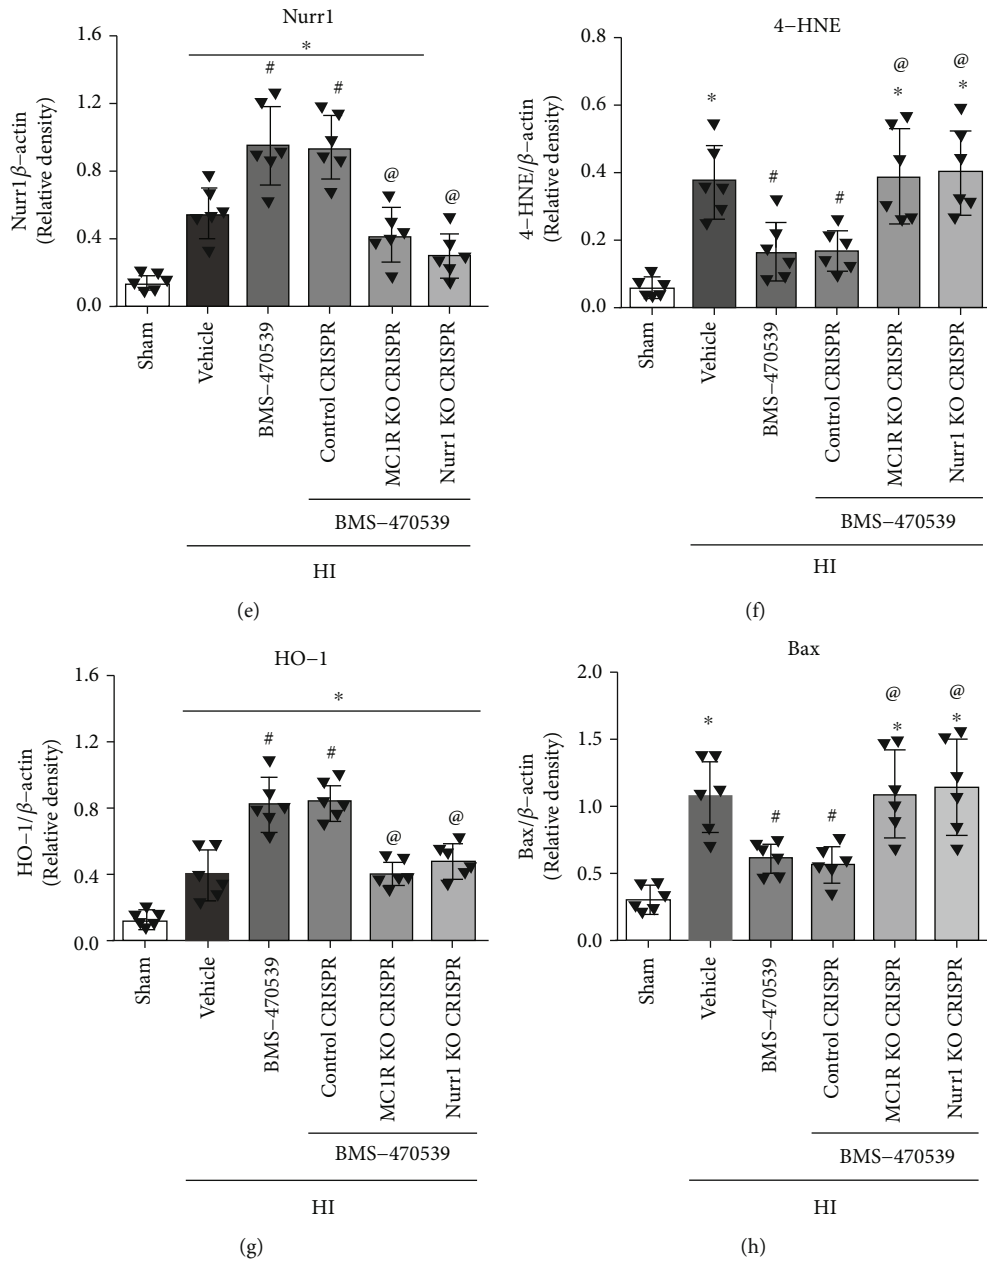 Nurr1
Nurr1β−actin
(Relative density)
1.6
1.2
0.8
0.4
0.0
*
#
#
@
@
Sham
Vehicle
BMS−470539
Control CRISPR
MC1R KO CRISPR
Nurr1 KO CRISPR
BMS−470539
HI
(e)
4−HNE
4−HNE/β−actin
(Relative density)
0.8
0.6
0.4
0.2
0.0
*
#
#
@
*
@
*
Sham
Vehicle
BMS−470539
Control CRISPR
MC1R KO CRISPR
Nurr1 KO CRISPR
BMS−470539
HI
(f)
HO−1
HO−1/β−actin
(Relative density)
1.6
1.2
0.8
0.4
0.0
*
#
#
@
@
Sham
Vehicle
BMS−470539
Control CRISPR
MC1R KO CRISPR
Nurr1 KO CRISPR
BMS−470539
HI
(g)
Bax
Bax/β−actin
(Relative density)
2.0
1.5
1.0
0.5
0.0
*
#
#
@
*
@
*
Sham
Vehicle
BMS−470539
Control CRISPR
MC1R KO CRISPR
Nurr1 KO CRISPR
BMS−470539
HI
(h)